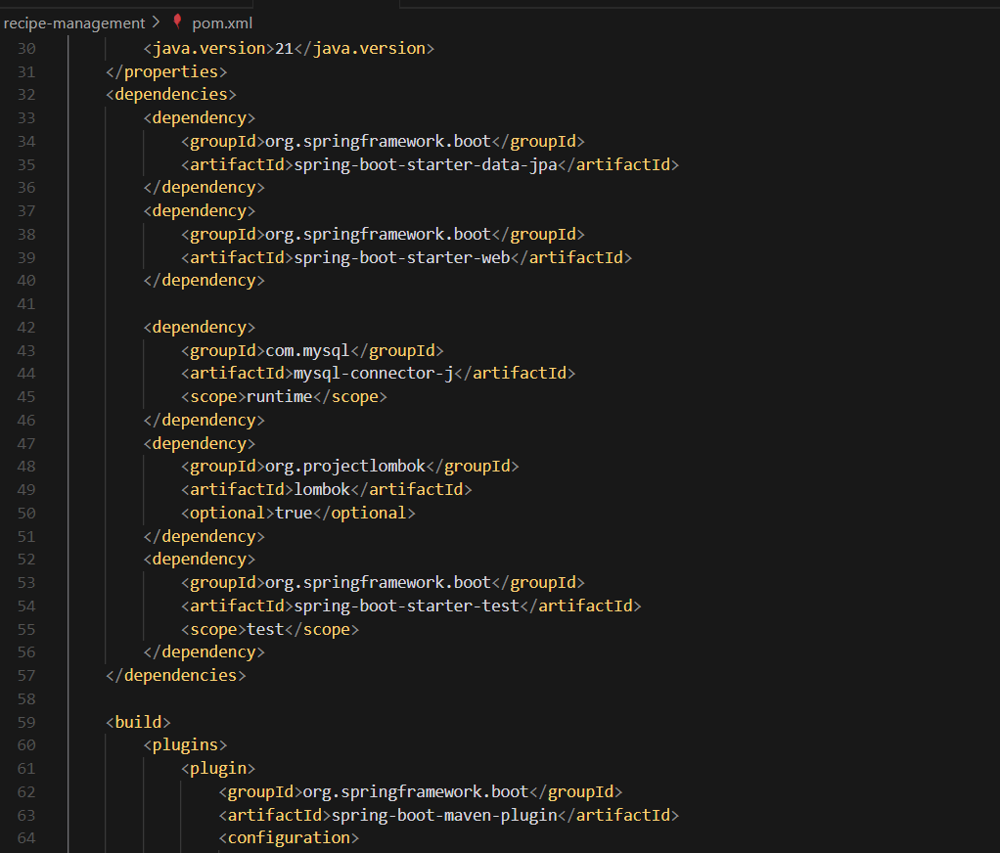 recipe-management > pom.xml
30 <java.version>21</java.version>
31 </properties>
32 <dependencies>
33 <dependency>
34 <groupId>org.springframework.boot</groupId>
35 <artifactId>spring-boot-starter-data-jpa</artifactId>
36 </dependency>
37 <dependency>
38 <groupId>org.springframework.boot</groupId>
39 <artifactId>spring-boot-starter-web</artifactId>
40 </dependency>
41
42 <dependency>
43 <groupId>com.mysql</groupId>
44 <artifactId>mysql-connector-j</artifactId>
45 <scope>runtime</scope>
46 </dependency>
47 <dependency>
48 <groupId>org.projectlombok</groupId>
49 <artifactId>lombok</artifactId>
50 <optional>true</optional>
51 </dependency>
52 <dependency>
53 <groupId>org.springframework.boot</groupId>
54 <artifactId>spring-boot-starter-test</artifactId>
55 <scope>test</scope>
56 </dependency>
57 </dependencies>
58
59 <build>
60 <plugins>
61 <plugin>
62 <groupId>org.springframework.boot</groupId>
63 <artifactId>spring-boot-maven-plugin</artifactId>
64 <configuration>